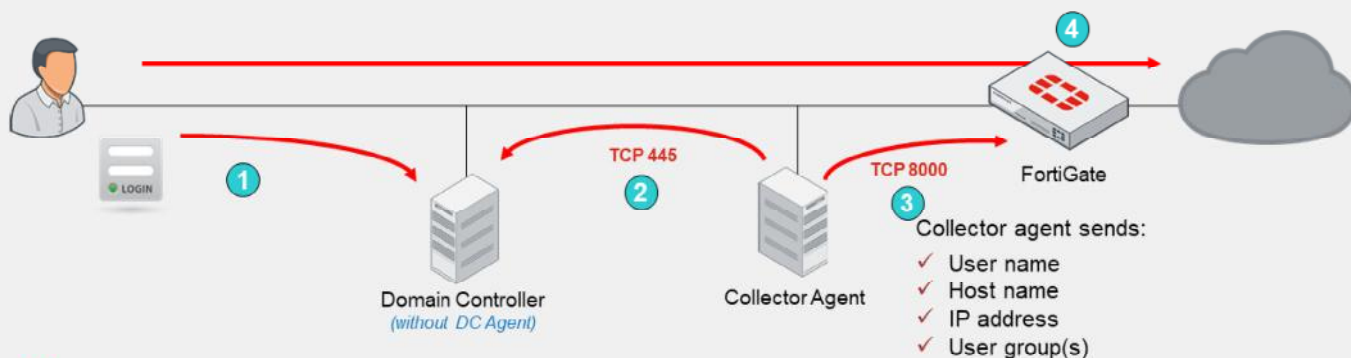 4
LOGIN
1
TCP 445
2
TCP 8000
3
FortiGate
Domain Controller
(without DC Agent)
Collector Agent
Collector agent sends:
✓ User name
✓ Host name
✓ IP address
✓ User group(s)